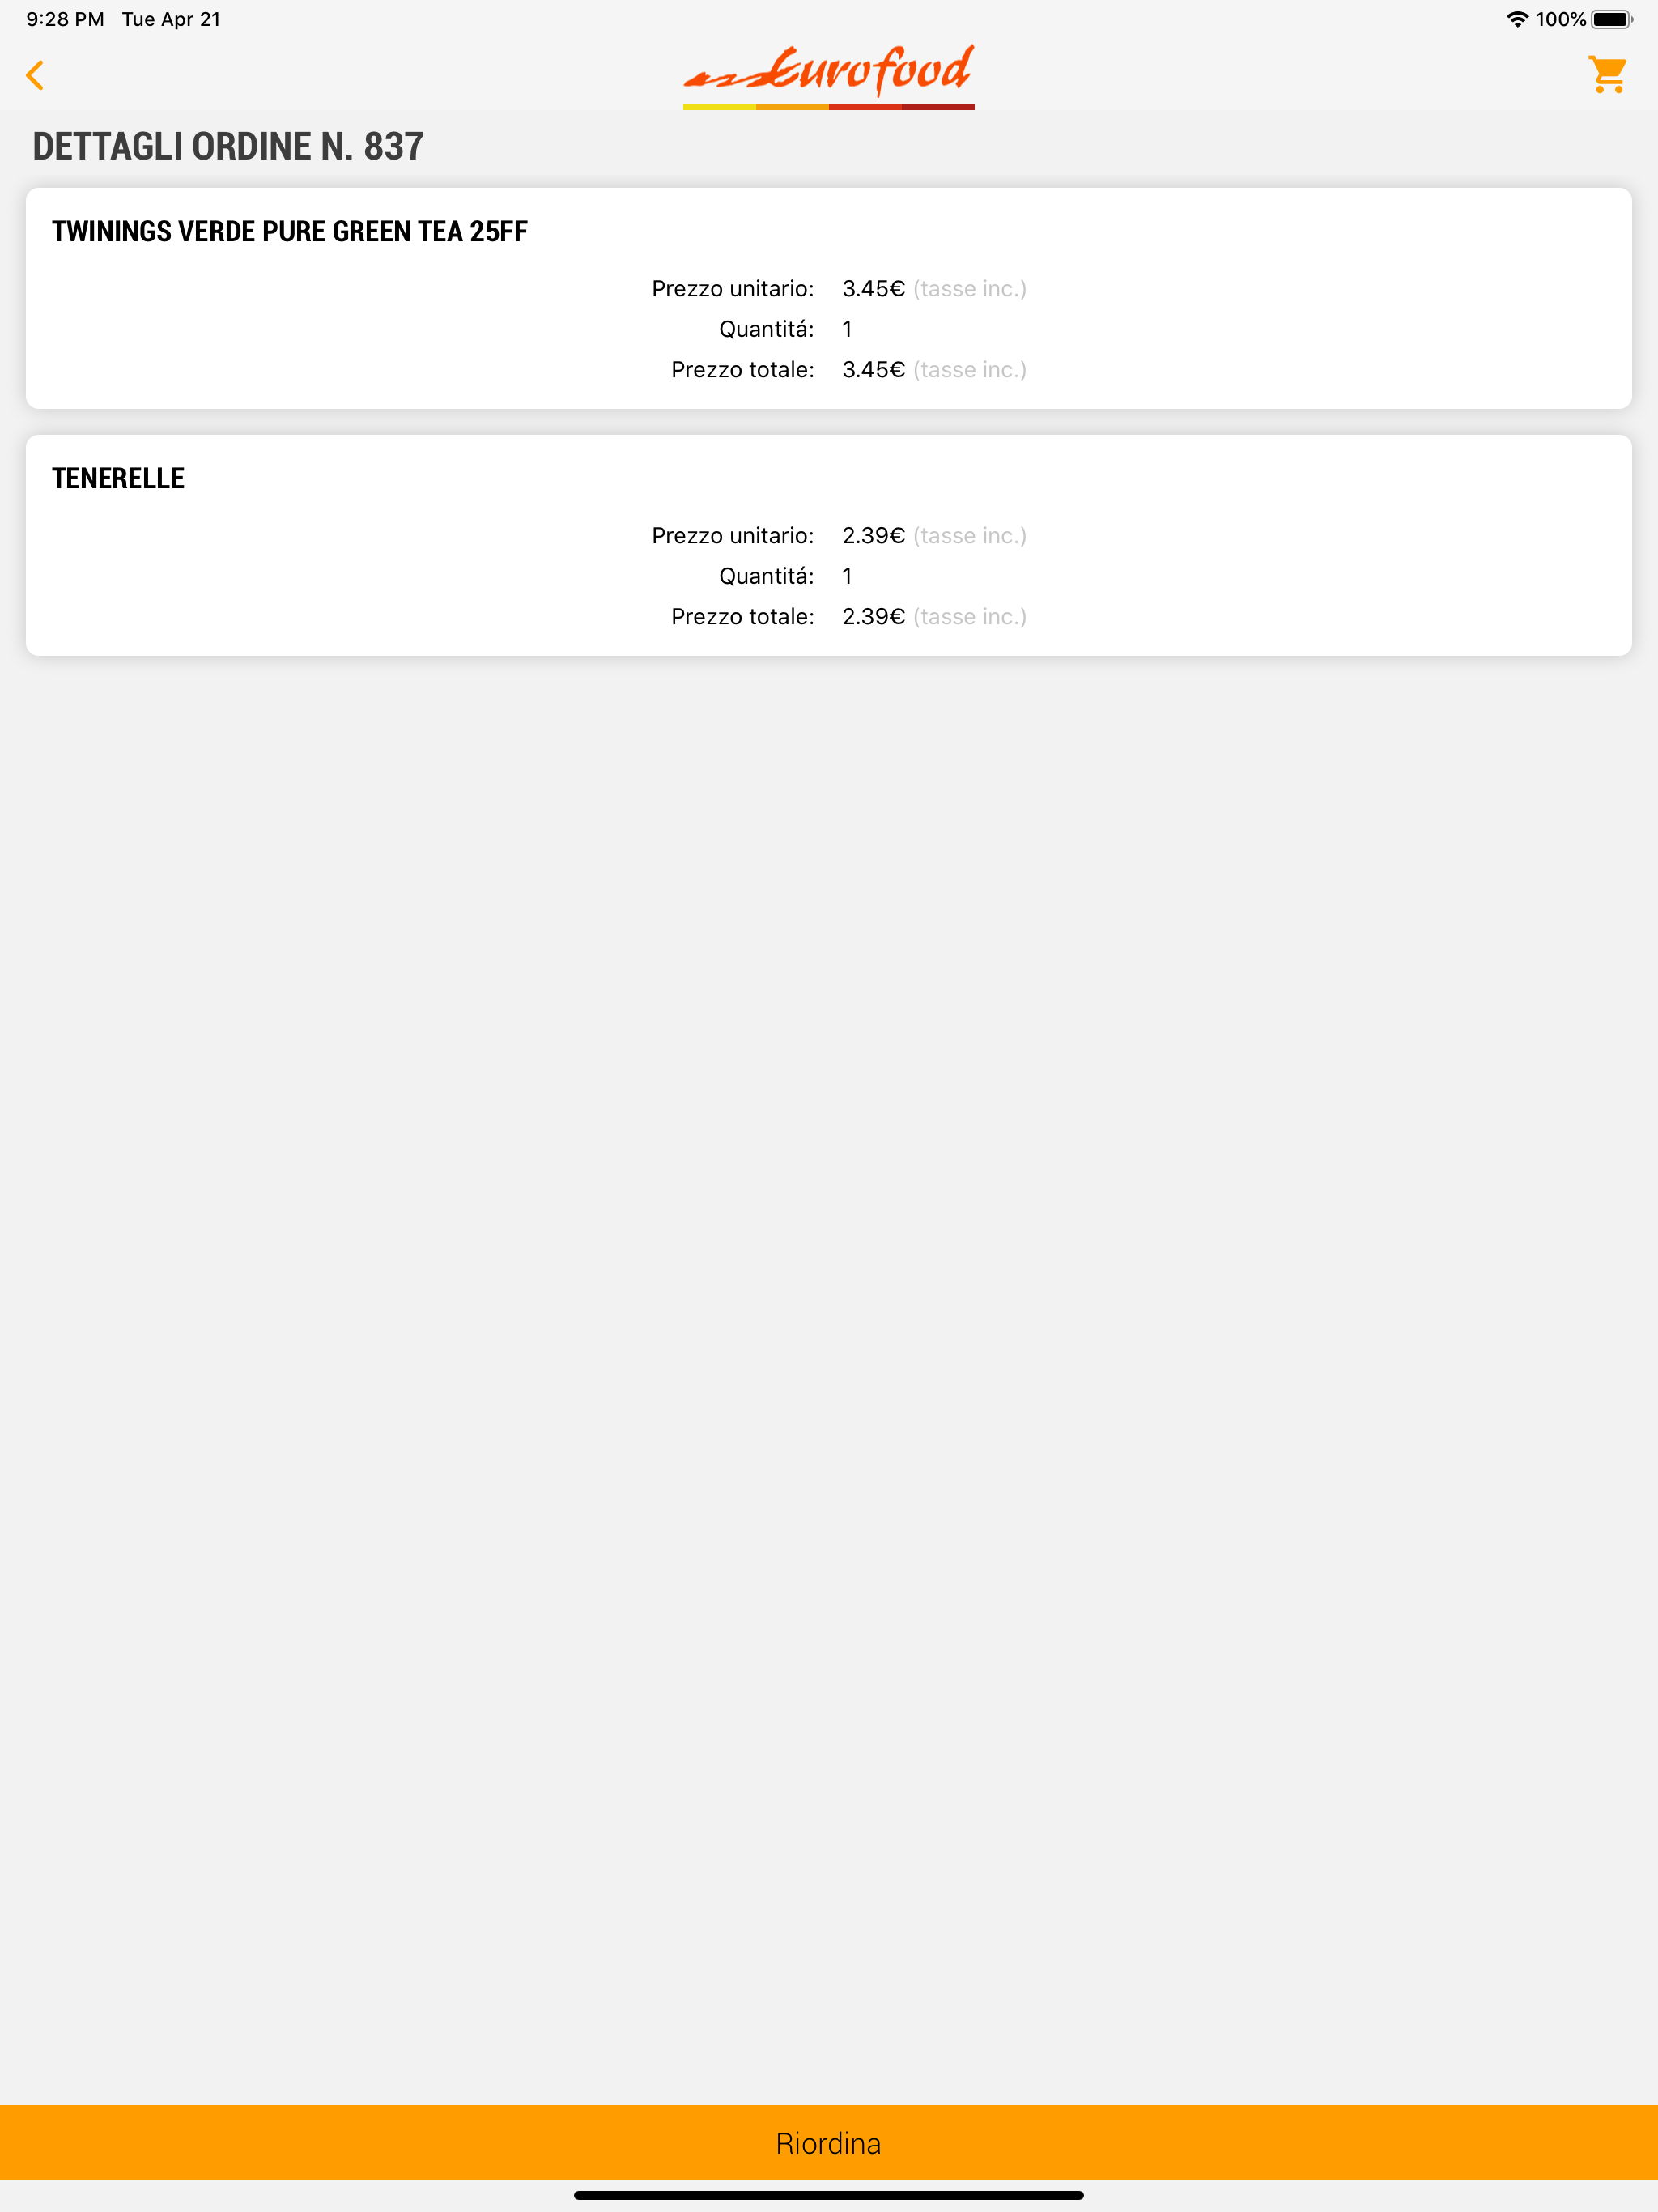 9:28 PM Tue Apr 21 100%
Eurofood
DETTAGLI ORDINE N. 837
TWININGS VERDE PURE GREEN TEA 25FF
Prezzo unitario: 3.45€ (tasse inc.)
Quantitá: 1
Prezzo totale: 3.45€ (tasse inc.)
TENERELLE
Prezzo unitario: 2.39€ (tasse inc.)
Quantitá: 1
Prezzo totale: 2.39€ (tasse inc.)
Riordina